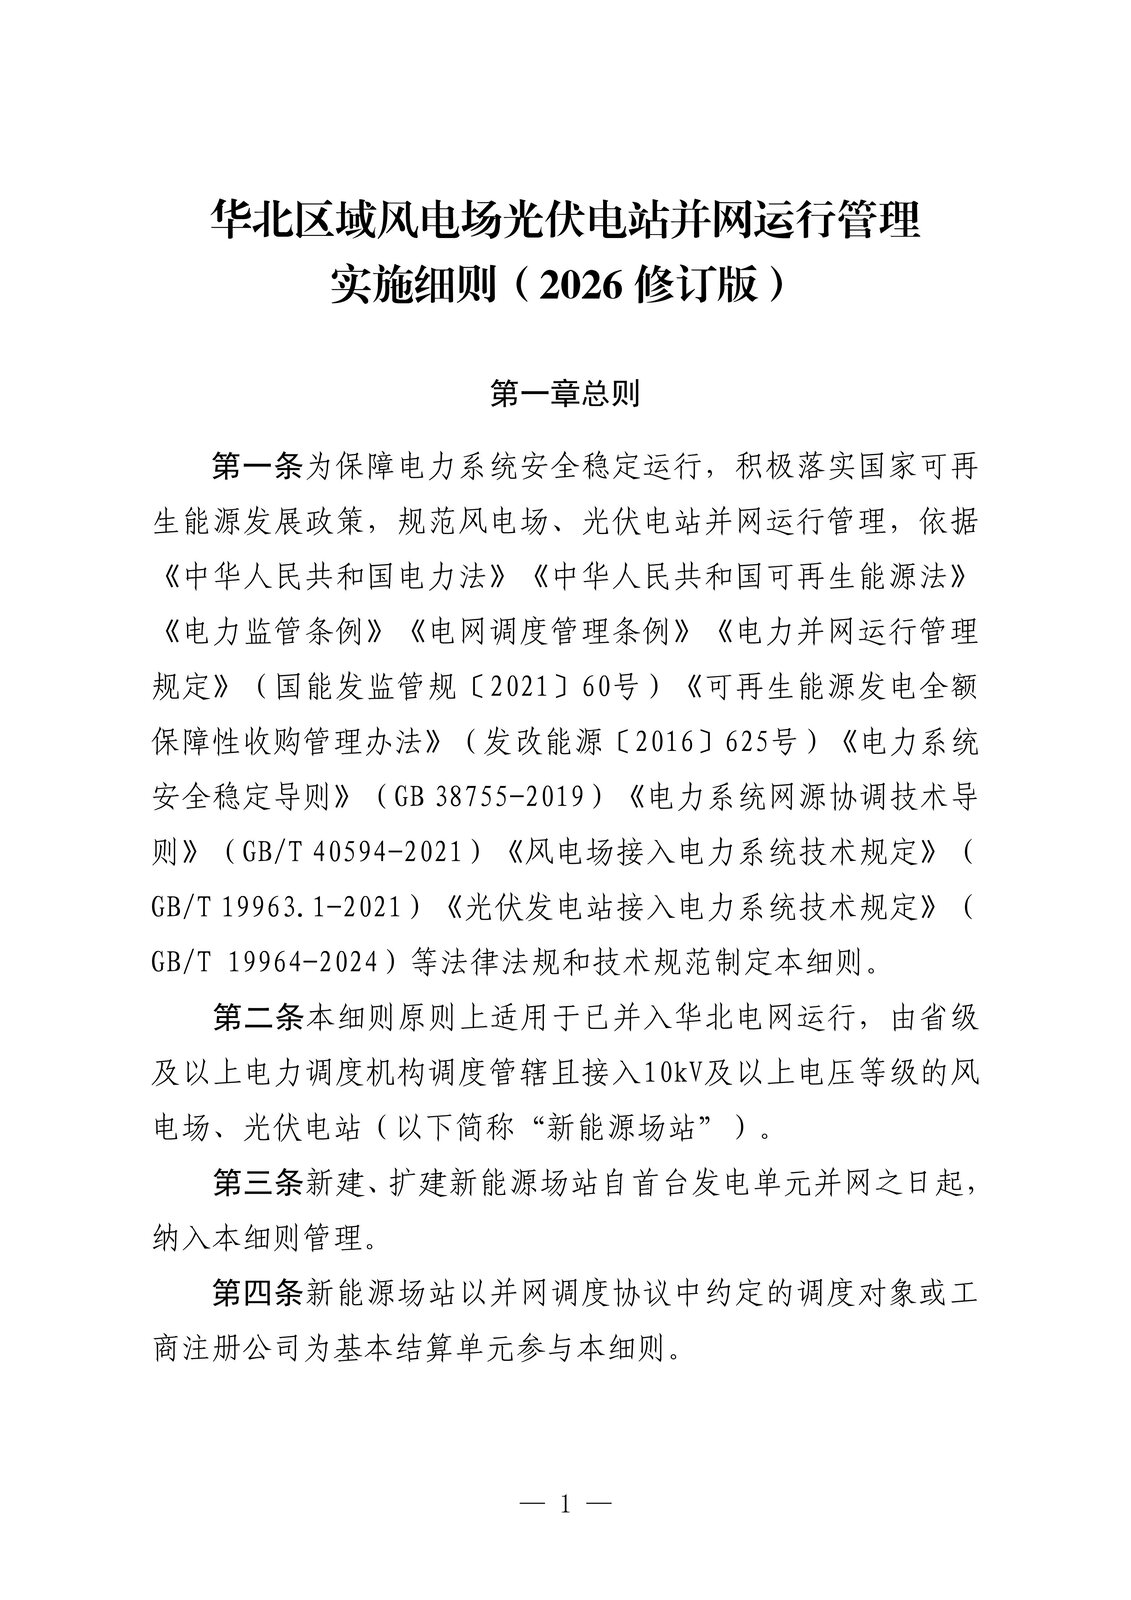 华北区域风电场光伏电站并网运行管理
实施细则（2026 修订版）
第一章总则
第一条为保障电力系统安全稳定运行，积极落实国家可再
生能源发展政策，规范风电场、光伏电站并网运行管理，依据
《中华人民共和国电力法》《中华人民共和国可再生能源法》
《电力监管条例》《电网调度管理条例》《电力并网运行管理
规定》（国能发监管规〔2021〕60号）《可再生能源发电全额
保障性收购管理办法》（发改能源〔2016〕625号）《电力系统
安全稳定导则》（GB 38755-2019）《电力系统网源协调技术导
则》（GB/T 40594-2021）《风电场接入电力系统技术规定》（
GB/T 19963.1-2021）《光伏发电站接入电力系统技术规定》（
GB/T 19964-2024）等法律法规和技术规范制定本细则。
第二条本细则原则上适用于已并入华北电网运行，由省级
及以上电力调度机构调度管辖且接入10kV及以上电压等级的风
电场、光伏电站（以下简称“新能源场站”）。
第三条新建、扩建新能源场站自首台发电单元并网之日起，
纳入本细则管理。
第四条新能源场站以并网调度协议中约定的调度对象或工
商注册公司为基本结算单元参与本细则。
— 1 —